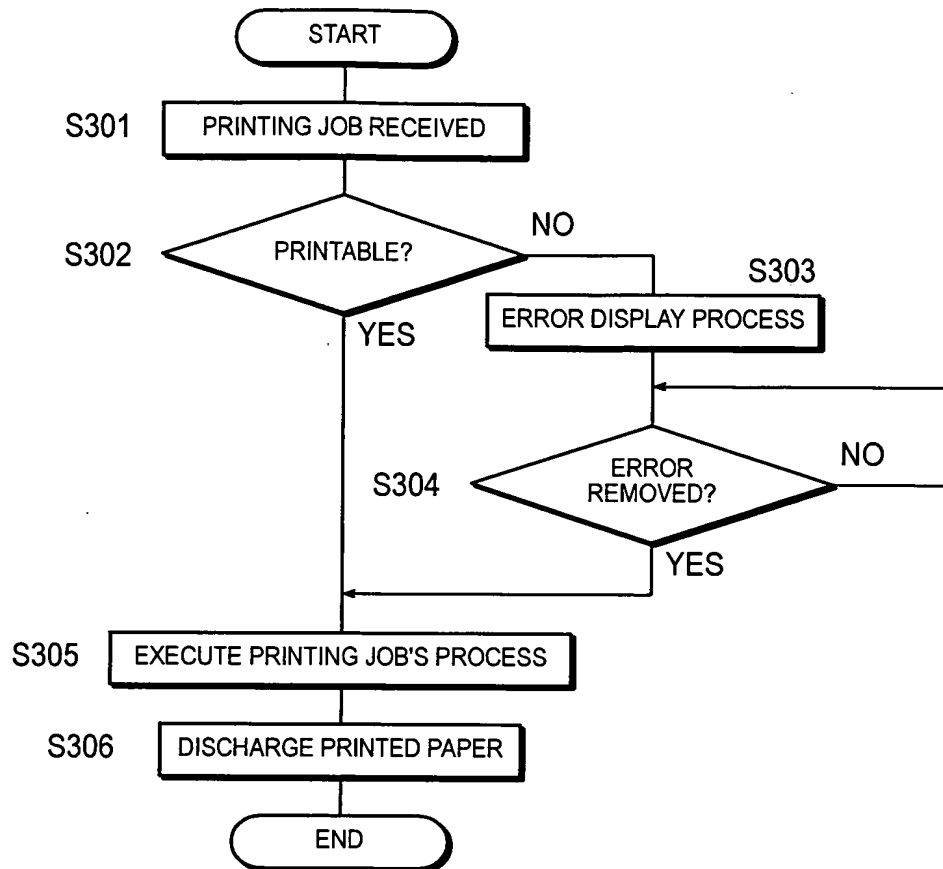 START
S301
PRINTING JOB RECEIVED
S302
PRINTABLE?
NO
YES
S303
ERROR DISPLAY PROCESS
S304
ERROR
REMOVED?
NO
YES
S305
EXECUTE PRINTING JOB'S PROCESS
S306
DISCHARGE PRINTED PAPER
END